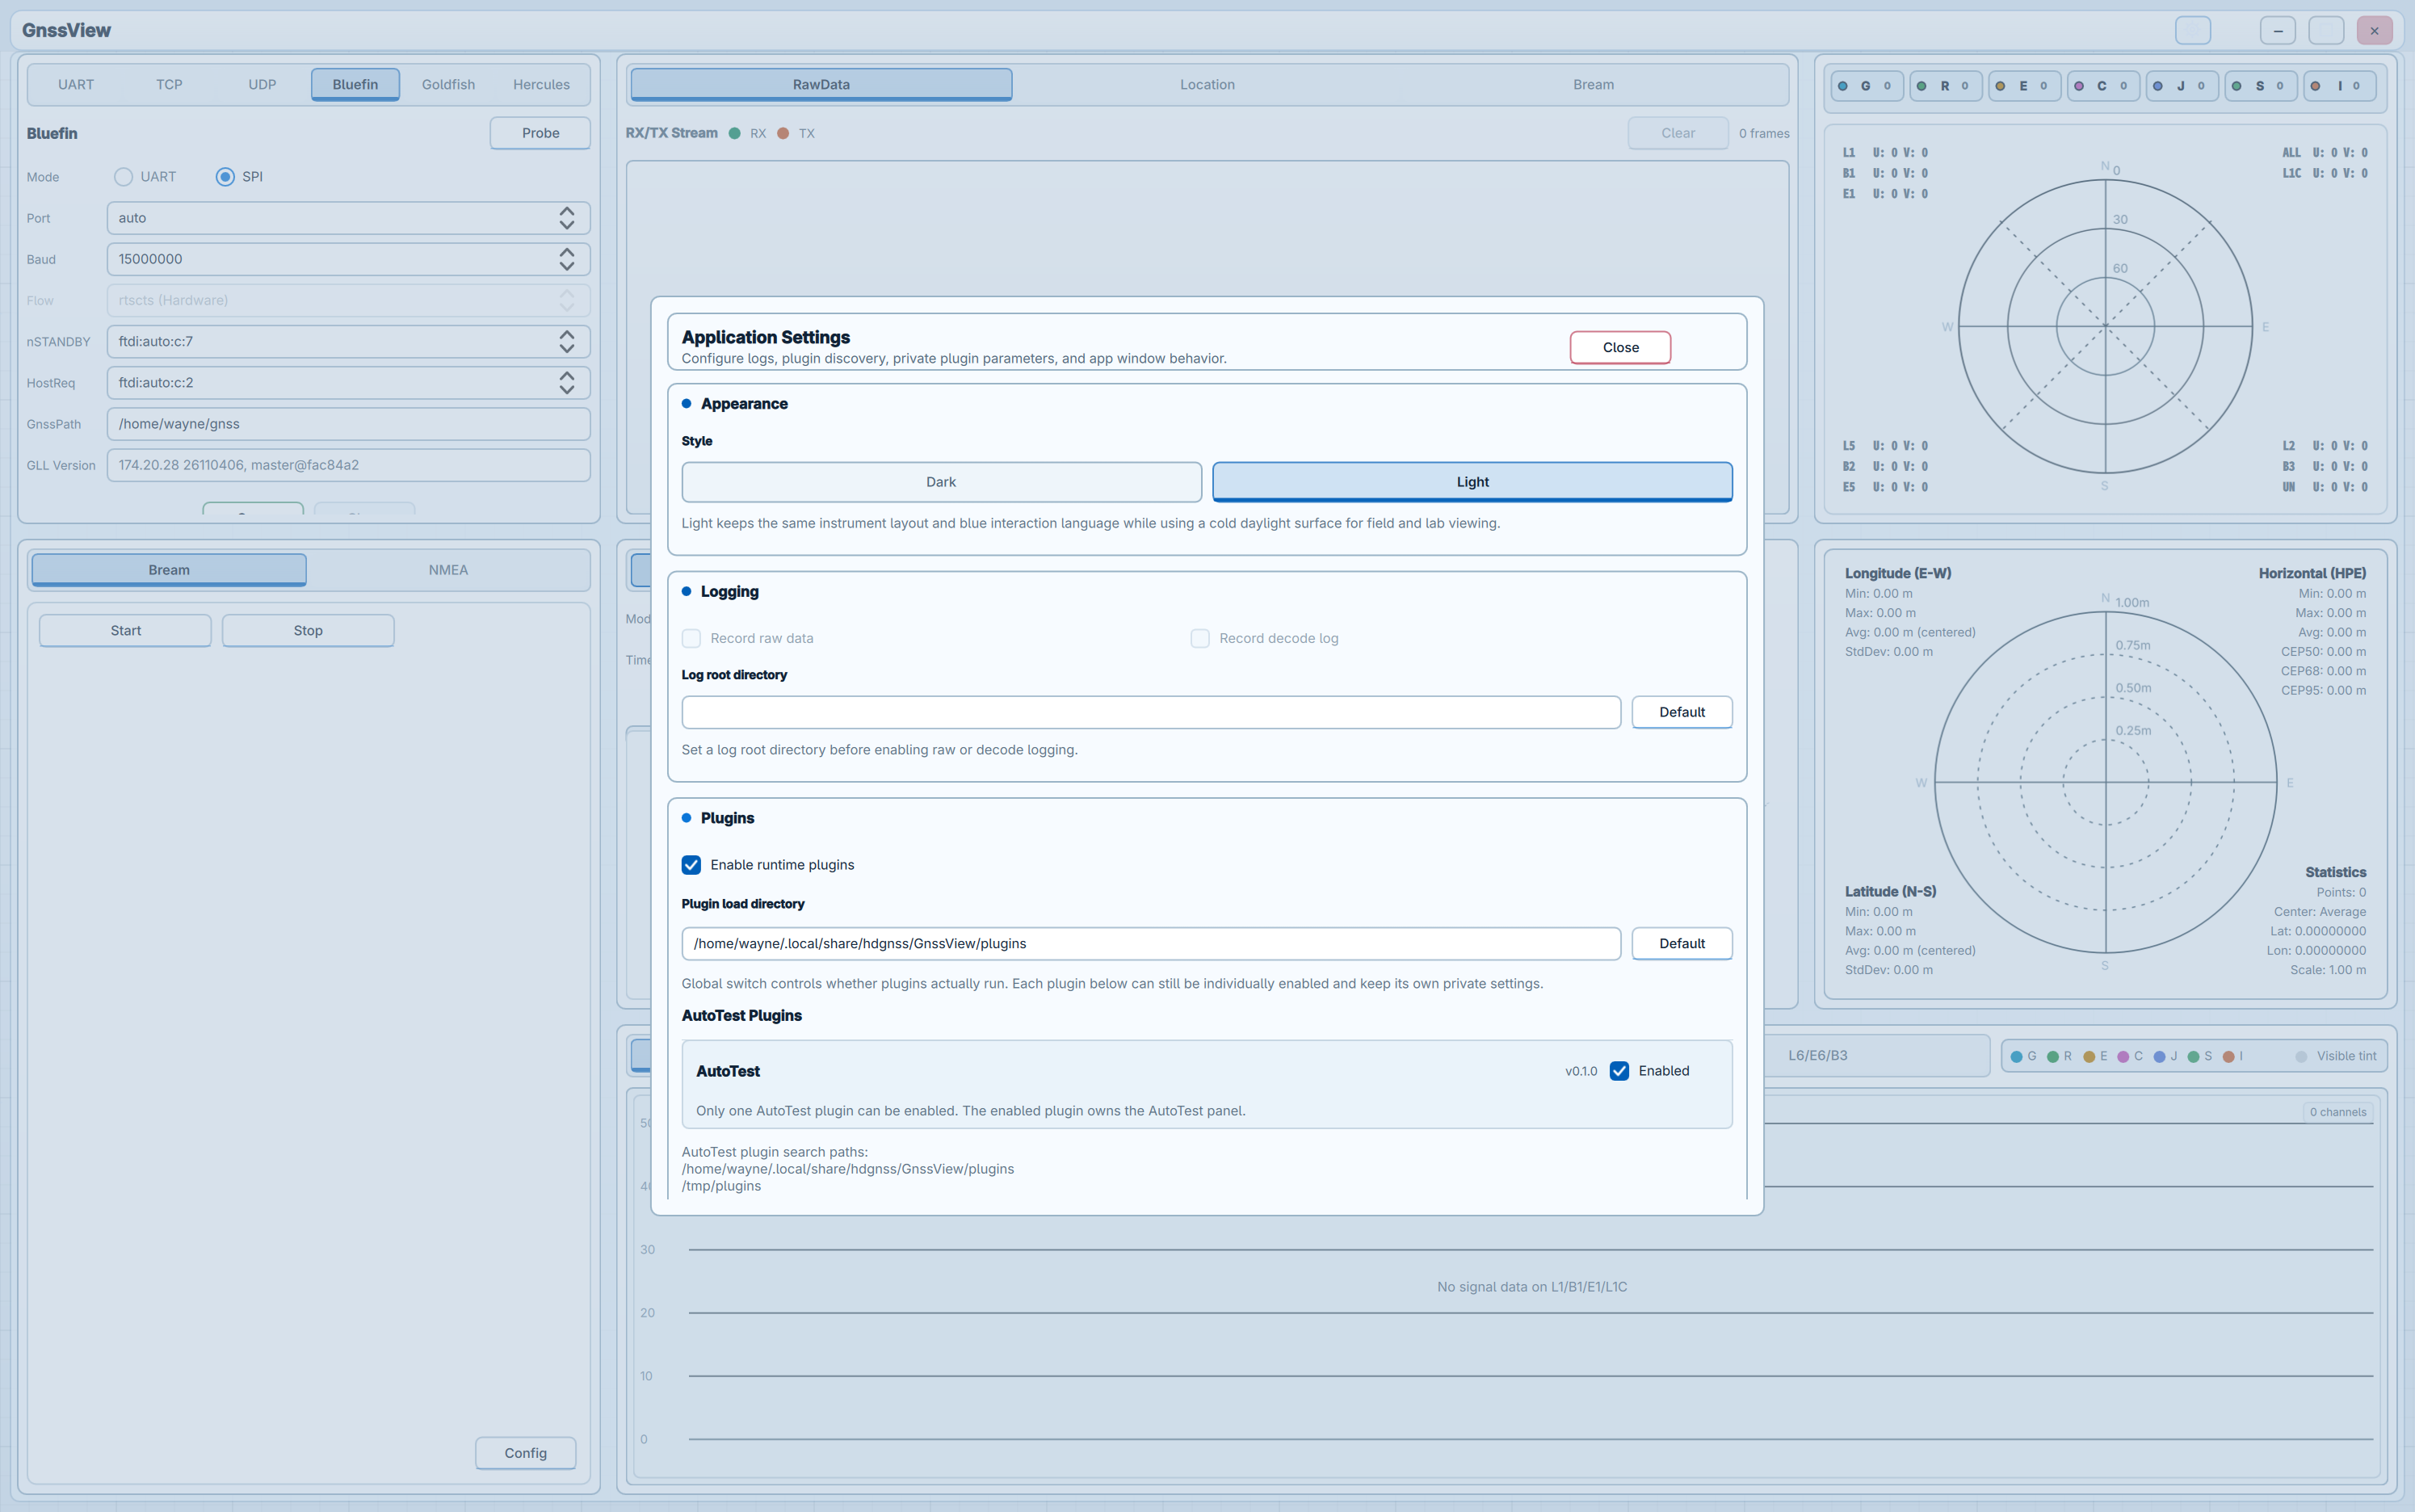 GnssView
UART TCP UDP Bluefin Goldfish Hercules
Bluefin Probe
Mode UART SPI
Port auto
Baud 15000000
Flow rtscts (Hardware)
nSTANDBY ftdi:auto:c:7
HostReq ftdi:auto:c:2
GnssPath /home/wayne/gnss
GLL Version 174.20.28 26110406, master@fac84a2
Bream NMEA
Start Stop
Config
RawData Location Bream
RX/TX Stream RX TX Clear 0 frames
G 0 R 0 E 0 C 0 J 0 S 0 I 0
L1 U: 0 V: 0
B1 U: 0 V: 0
E1 U: 0 V: 0
ALL U: 0 V: 0
L1C U: 0 V: 0
N 0
30
60
W E
S
L5 U: 0 V: 0
B2 U: 0 V: 0
E5 U: 0 V: 0
L2 U: 0 V: 0
B3 U: 0 V: 0
UN U: 0 V: 0
Application Settings
Configure logs, plugin discovery, private plugin parameters, and app window behavior.
Close
Appearance
Style
Dark Light
Light keeps the same instrument layout and blue interaction language while using a cold daylight surface for field and lab viewing.
Logging
Record raw data Record decode log
Log root directory
Default
Set a log root directory before enabling raw or decode logging.
Plugins
Enable runtime plugins
Plugin load directory
/home/wayne/.local/share/hdgnss/GnssView/plugins Default
Global switch controls whether plugins actually run. Each plugin below can still be individually enabled and keep its own private settings.
AutoTest Plugins
AutoTest v0.1.0 Enabled
Only one AutoTest plugin can be enabled. The enabled plugin owns the AutoTest panel.
AutoTest plugin search paths:
/home/wayne/.local/share/hdgnss/GnssView/plugins
/tmp/plugins
Mod
Time
Longitude (E-W)
Min: 0.00 m
Max: 0.00 m
Avg: 0.00 m (centered)
StdDev: 0.00 m
Horizontal (HPE)
Min: 0.00 m
Max: 0.00 m
Avg: 0.00 m
CEP50: 0.00 m
CEP68: 0.00 m
CEP95: 0.00 m
N 1.00m
0.75m
0.50m
0.25m
W E
S
Latitude (N-S)
Min: 0.00 m
Max: 0.00 m
Avg: 0.00 m (centered)
StdDev: 0.00 m
Statistics
Points: 0
Center: Average
Lat: 0.00000000
Lon: 0.00000000
Scale: 1.00 m
L6/E6/B3 G R E C J S I Visible tint
0 channels
30
No signal data on L1/B1/E1/L1C
20
10
0